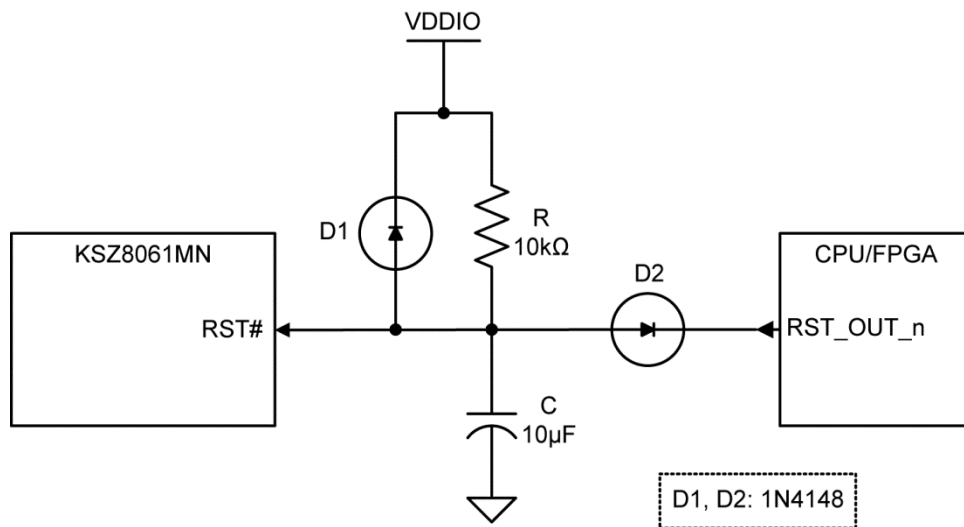 VDDIO
D1
R
10kΩ
KSZ8061MN
RST#
D2
CPU/FPGA
RST_OUT_n
C
10µF
D1, D2: 1N4148